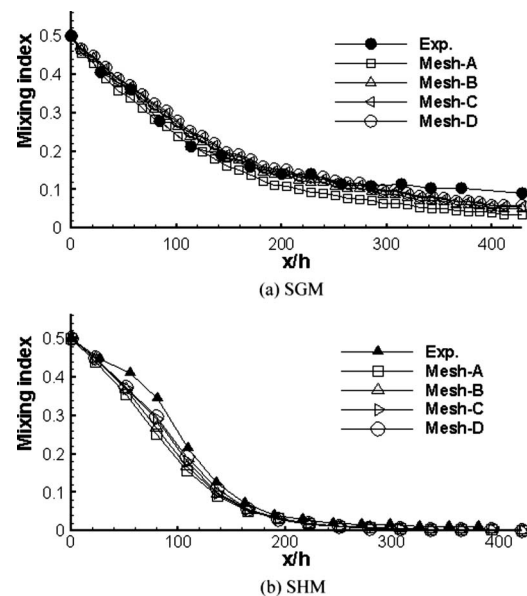 0.5
0.4
0.3
0.2
0.1
0
Mixing index
Exp.
Mesh-A
Mesh-B
Mesh-C
Mesh-D
0 100 200 300 400
x/h
(a) SGM
0.5
0.4
0.3
0.2
0.1
0
Mixing index
Exp.
Mesh-A
Mesh-B
Mesh-C
Mesh-D
0 100 200 300 400
x/h
(b) SHM